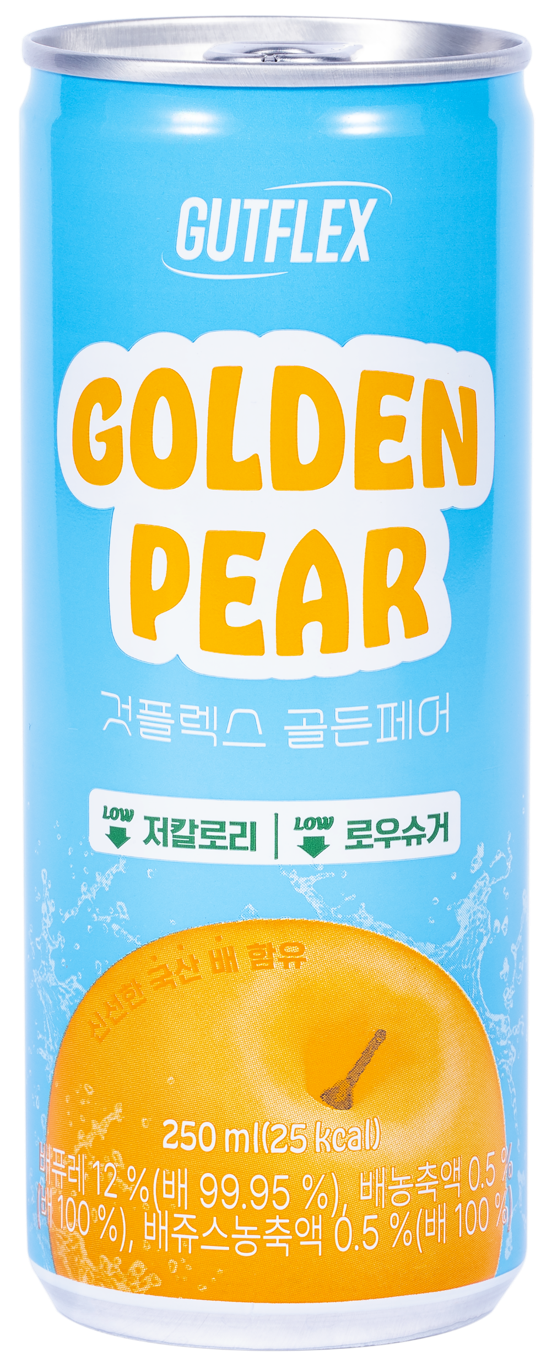 GUTFLEX
GOLDEN
PEAR
것플렉스 골든페어
LOW 저칼로리 | LOW 로우슈거
신선한 국산 배 함유
250 ml(25 kcal)
배퓨레 12 %(배 99.95 %), 배농축액 0.5 %
(배 100 %), 배쥬스농축액 0.5 %(배 100 %)